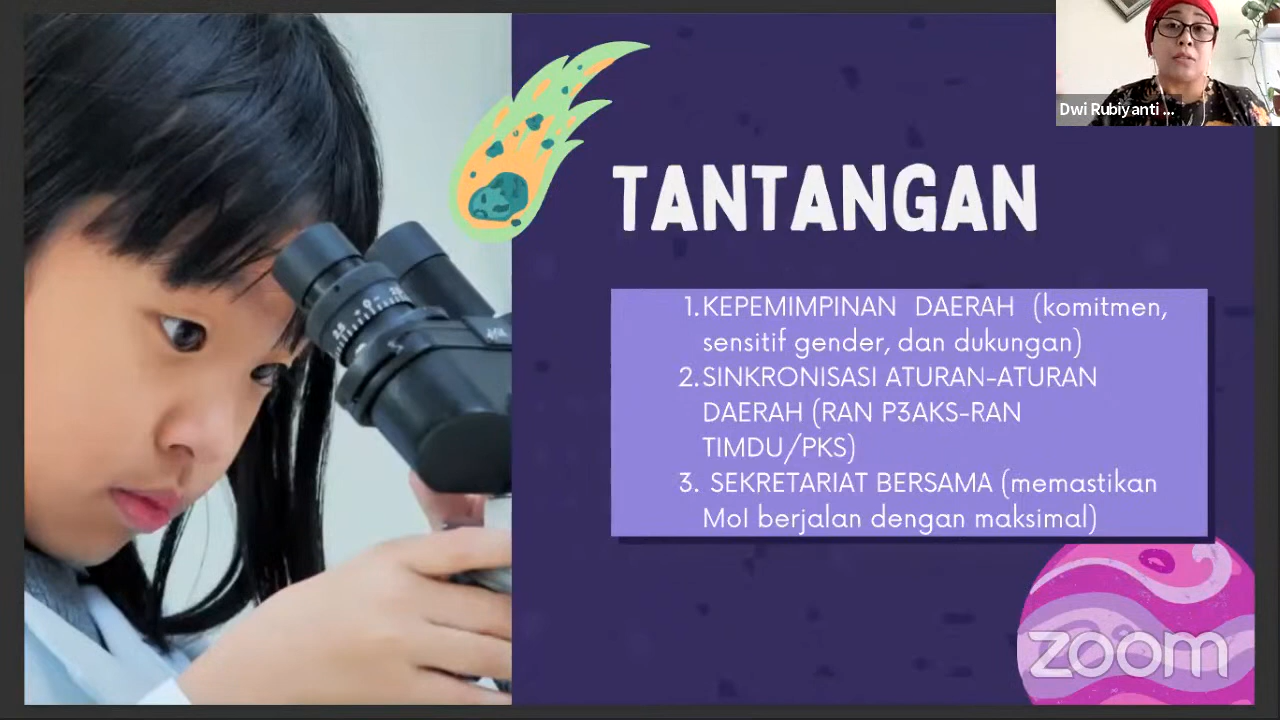 Dwi Rubiyanti ...
TANTANGAN
1. KEPEMIMPINAN DAERAH (komitmen,
sensitif gender, dan dukungan)
2. SINKRONISASI ATURAN-ATURAN
DAERAH (RAN P3AKS-RAN
TIMDU/PKS)
3. SEKRETARIAT BERSAMA (memastikan
MoI berjalan dengan maksimal)
zoom